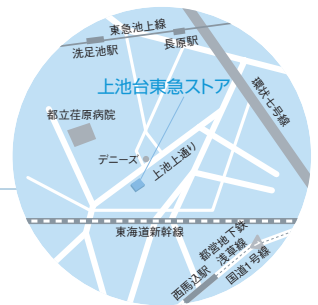 東急池上線
洗足池駅
長原駅
上池台東急ストア
環状七号線
都立荏原病院
デニーズ
上池上通り
東海道新幹線
都営地下鉄
浅草線
西馬込駅
国道1号線